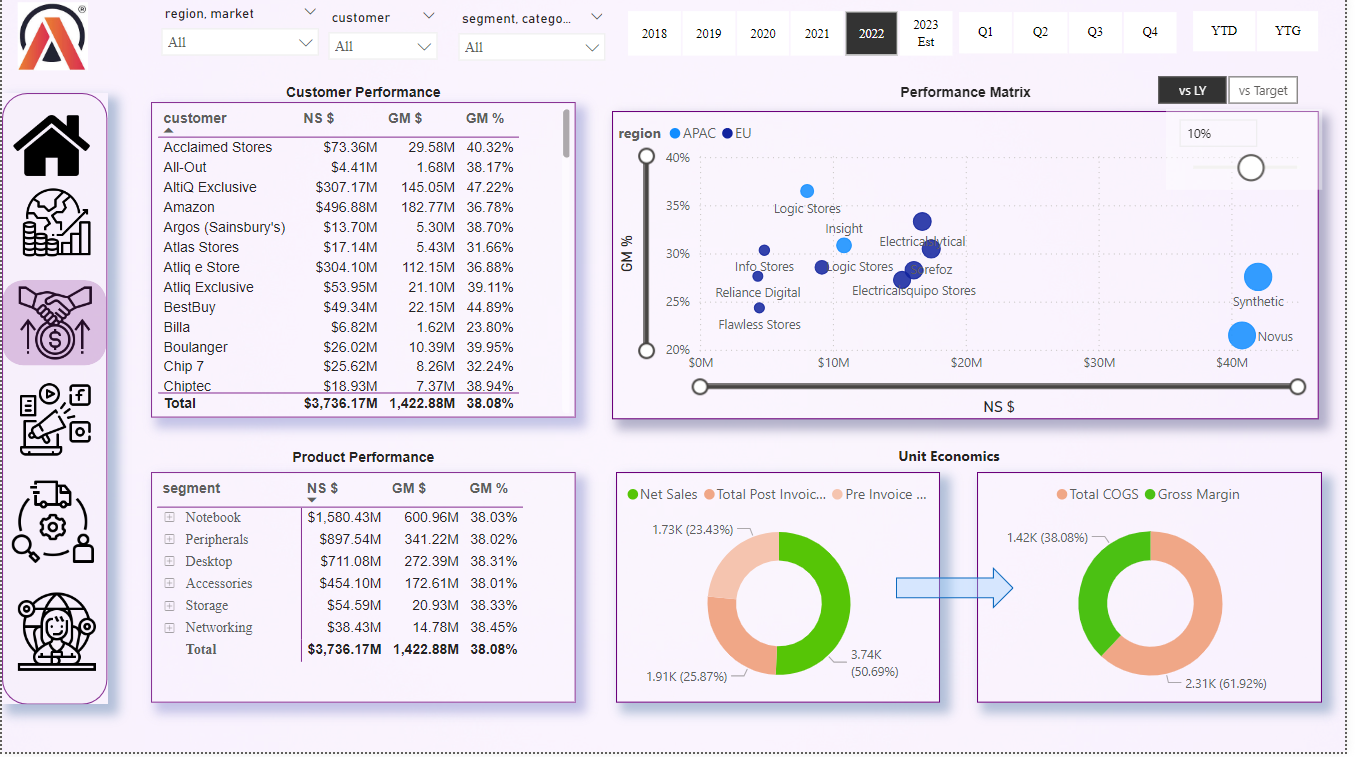 region, market
customer
segment, catego...
All
All
All
2018
2019
2020
2021
2022
2023
Est
Q1
Q2
Q3
Q4
YTD
YTG
Customer Performance
customer NS $ GM $ GM %
Acclaimed Stores $73.36M 29.58M 40.32%
All-Out $4.41M 1.68M 38.17%
AltiQ Exclusive $307.17M 145.05M 47.22%
Amazon $496.88M 182.77M 36.78%
Argos (Sainsbury's) $13.70M 5.30M 38.70%
Atlas Stores $17.14M 5.43M 31.66%
Atliq e Store $304.10M 112.15M 36.88%
Atliq Exclusive $53.95M 21.10M 39.11%
BestBuy $49.34M 22.15M 44.89%
Billa $6.82M 1.62M 23.80%
Boulanger $26.02M 10.39M 39.95%
Chip 7 $25.62M 8.26M 32.24%
Chiptec $18.93M 7.37M 38.94%
Total $3,736.17M 1,422.88M 38.08%
Performance Matrix
vs LY
vs Target
region APAC EU
10%
GM %
40%
35%
30%
25%
20%
Logic Stores
Insight
Info Stores
Logic Stores
Reliance Digital
Flawless Stores
Sorefoz
Synthetic
Novus
$0M
$10M
$20M
$30M
$40M
NS $
Product Performance
segment NS $ GM $ GM %
Notebook $1,580.43M 600.96M 38.03%
Peripherals $897.54M 341.22M 38.02%
Desktop $711.08M 272.39M 38.31%
Accessories $454.10M 172.61M 38.01%
Storage $54.59M 20.93M 38.33%
Networking $38.43M 14.78M 38.45%
Total $3,736.17M 1,422.88M 38.08%
Unit Economics
Net Sales Total Post Invoic... Pre Invoice ...
1.73K (23.43%)
1.91K (25.87%)
3.74K
(50.69%)
Total COGS Gross Margin
1.42K (38.08%)
2.31K (61.92%)